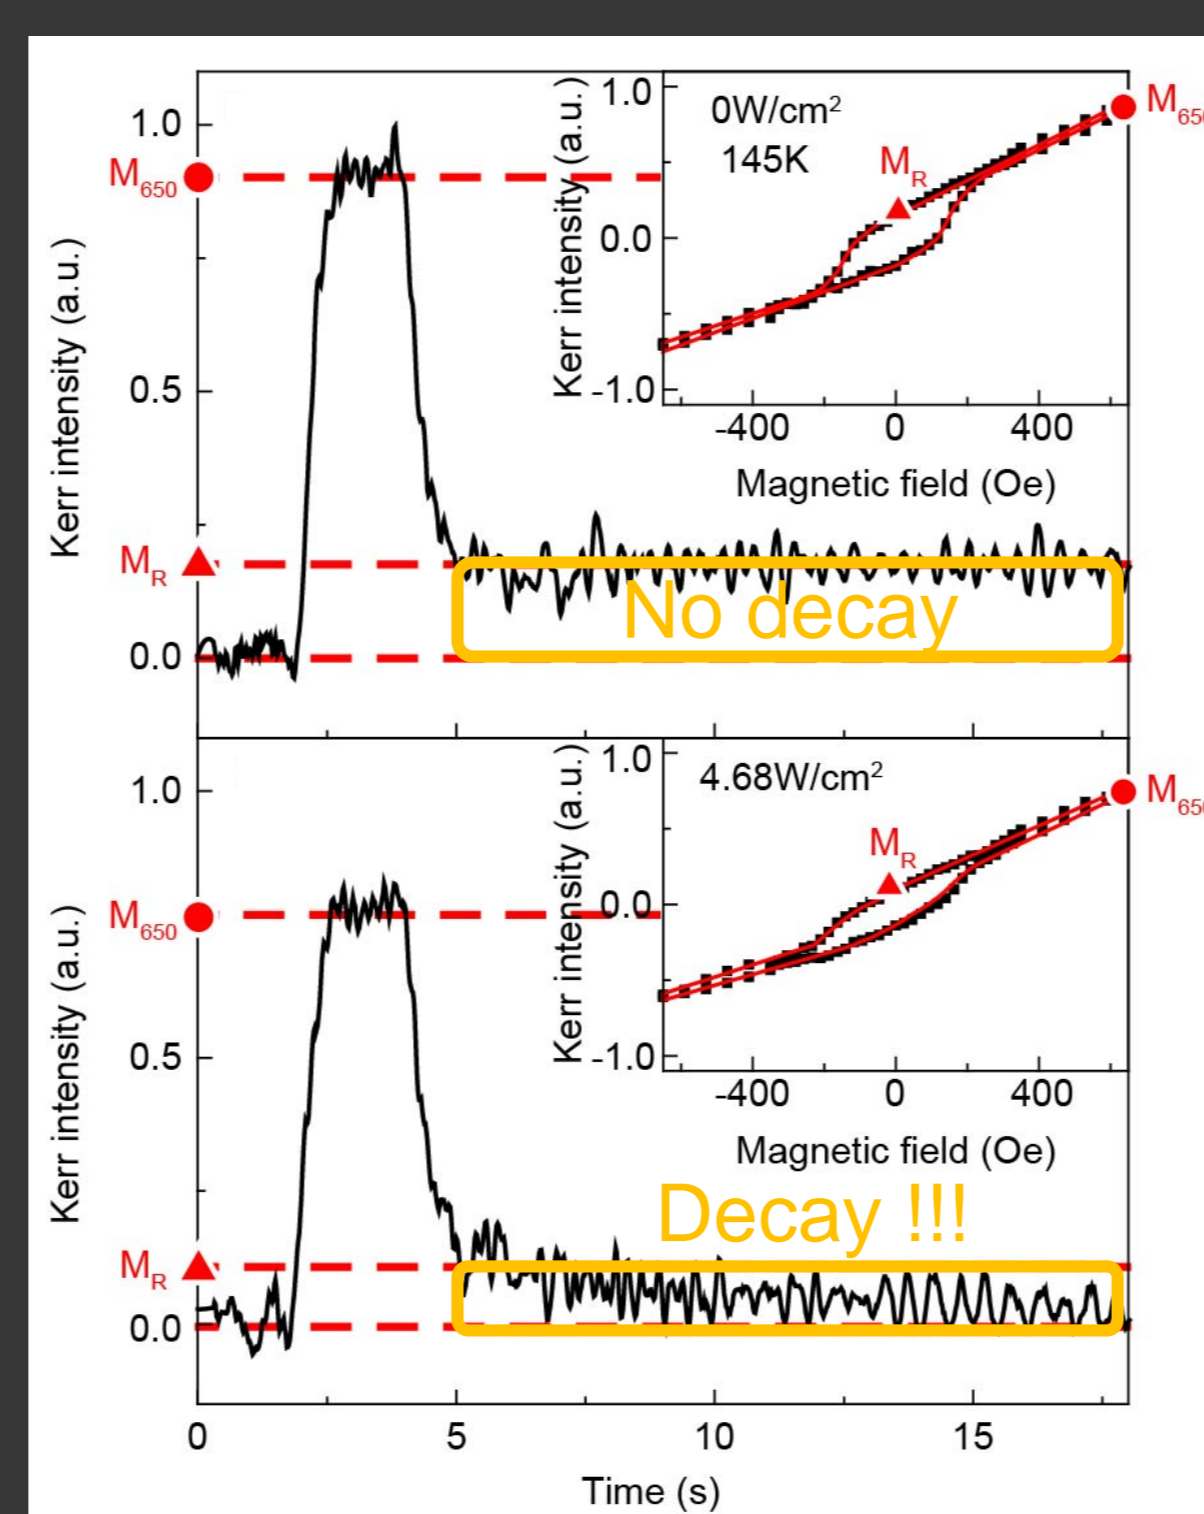 1.0
M650
0.5
MR
0.0
Kerr intensity (a.u.)
1.0
0.0
-1.0
Kerr intensity (a.u.)
0W/cm²
145K
MR
M650
-400 0 400
Magnetic field (Oe)
No decay
1.0
M650
0.5
MR
0.0
Kerr intensity (a.u.)
1.0
0.0
-1.0
Kerr intensity (a.u.)
4.68W/cm²
MR
M650
-400 0 400
Magnetic field (Oe)
Decay !!!
0 5 10 15
Time (s)